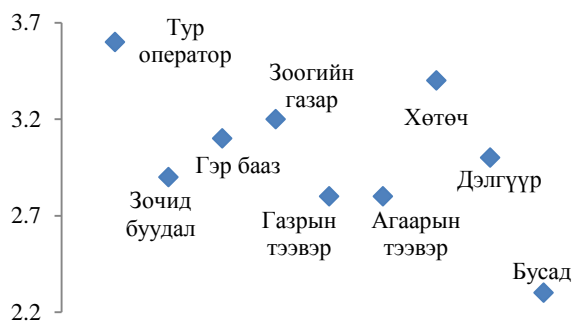 3.7
Тур
оператор
Зоогийн
газар
3.2
Хөтөч
Гэр бааз
Дэлгүүр
Зочид
буудал
2.7
Газрын
тээвэр
Агаарын
тээвэр
Бусад
2.2